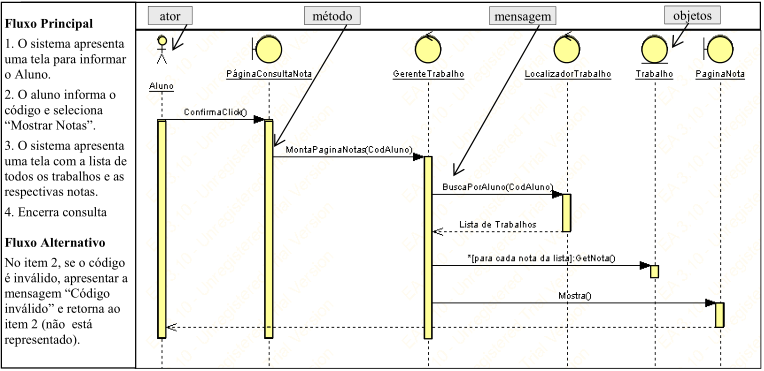 Fluxo Principal
1. O sistema apresenta
uma tela para informar
o Aluno.
2. O aluno informa o
código e seleciona
“Mostrar Notas”.
3. O sistema apresenta
uma tela com a lista de
todos os trabalhos e as
respectivas notas.
4. Encerra consulta
Fluxo Alternativo
No item 2, se o código
é inválido, apresentar a
mensagem “Código
inválido” e retorna ao
item 2 (não está
representado).
ator
método
mensagem
objetos
Aluno
PáginaConsultaNota
GerenteTrabalho
LocalizadorTrabalho
Trabalho
PaginaNota
ConfirmaClick()
MontaPaginaNotas(CodAluno)
BuscaPorAluno(CodAluno)
Lista de Trabalhos
*[para cada nota da lista]:GetNota()
Mostra()